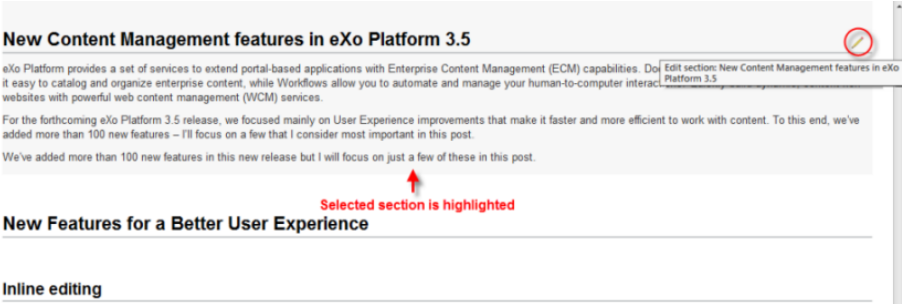 New Content Management features in eXo Platform 3.5
eXo Platform provides a set of services to extend portal-based applications with Enterprise Content Management (ECM) capabilities.
Edit section: New Content Management features in eXo
Platform 3.5
it easy to catalog and organize enterprise content, while Workflows allow you to automate and manage your human-to-computer
websites with powerful web content management (WCM) services.
For the forthcoming eXo Platform 3.5 release, we focused mainly on User Experience improvements that make it faster and more efficient to work with content. To this end, we've
added more than 100 new features – I'll focus on a few that I consider most important in this post.
We've added more than 100 new features in this new release but I will focus on just a few of these in this post.
Selected section is highlighted
New Features for a Better User Experience
Inline editing